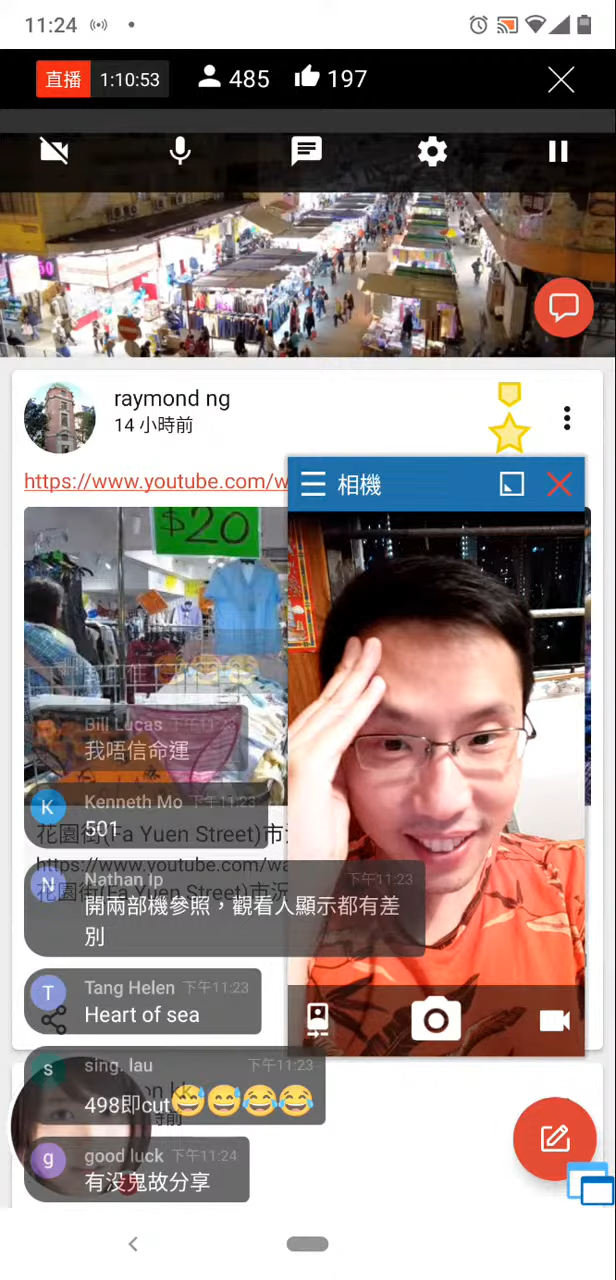 11:24
直播 1:10:53 485 197
50
raymond ng
14 小時前
https://www.youtube.com/w
相機
$20
Bill Lucas 下午11:23
我唔信命運
Kenneth Mo 下午11:23
501
花園街(Fa Yuen Street)市
https://www.youtube.com/wa
Nathan Ip 下午11:23
花園街(Fa Yuen Street)市況
開兩部機參照，觀看人顯示都有差
別
Tang Helen 下午11:23
Heart of sea
sing. lau 下午11:23
on kk
498即cut😅😅😂😂
good luck 下午11:24
有没鬼故分享